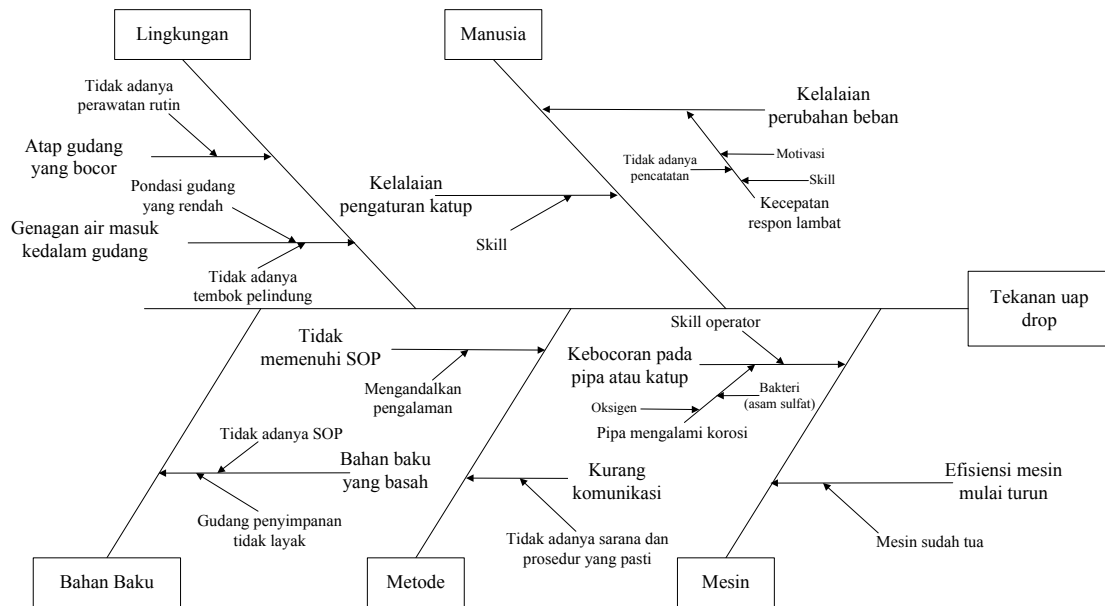 Lingkungan
Manusia
Tidak adanya
perawatan rutin
Atap gudang
yang bocor
Pondasi gudang
yang rendah
Genagan air masuk
kedalam gudang
Tidak adanya
tembok pelindung
Kelalaian
perubahan beban
Motivasi
Tidak adanya
pencatatan
Skill
Kecepatan
respon lambat
Kelalaian
pengaturan katup
Skill
Tekanan uap
drop
Tidak
memenuhi SOP
Mengandalkan
pengalaman
Skill operator
Kebocoran pada
pipa atau katup
Bakteri
(asam sulfat)
Oksigen
Pipa mengalami korosi
Tidak adanya SOP
Bahan baku
yang basah
Gudang penyimpanan
tidak layak
Kurang
komunikasi
Tidak adanya sarana dan
prosedur yang pasti
Efisiensi mesin
mulai turun
Mesin sudah tua
Bahan Baku
Metode
Mesin